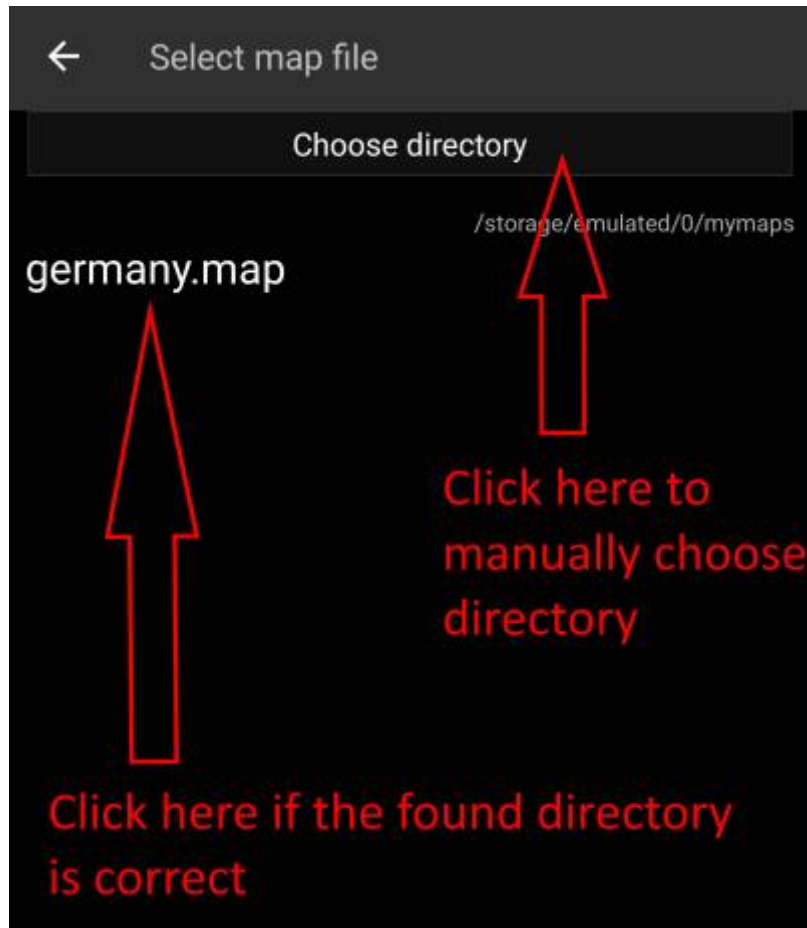 Select map file
Choose directory
/storage/emulated/0/mymaps
germany.map
Click here to
manually choose
directory
Click here if the found directory
is correct